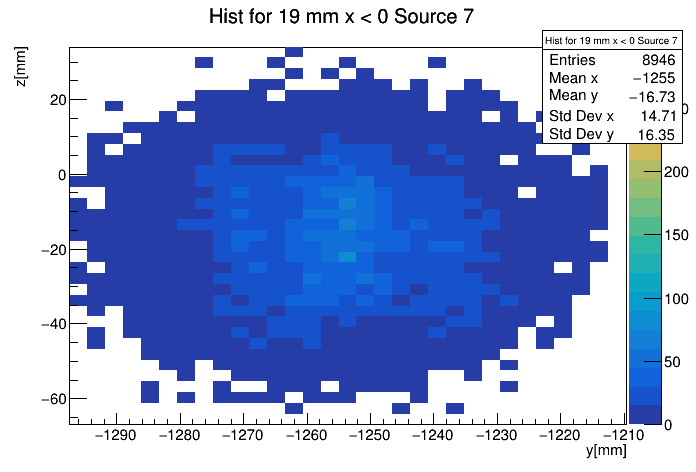 Hist for 19 mm x < 0 Source 7
z[mm]
Hist for 19 mm x < 0 Source 7
Entries 8946
Mean x −1255
Mean y −16.73
Std Dev x 14.71
Std Dev y 16.35
20
0
−20
−40
−60
0
200
150
100
50
0
−1290 −1280 −1270 −1260 −1250 −1240 −1230 −1220 −1210
y[mm]